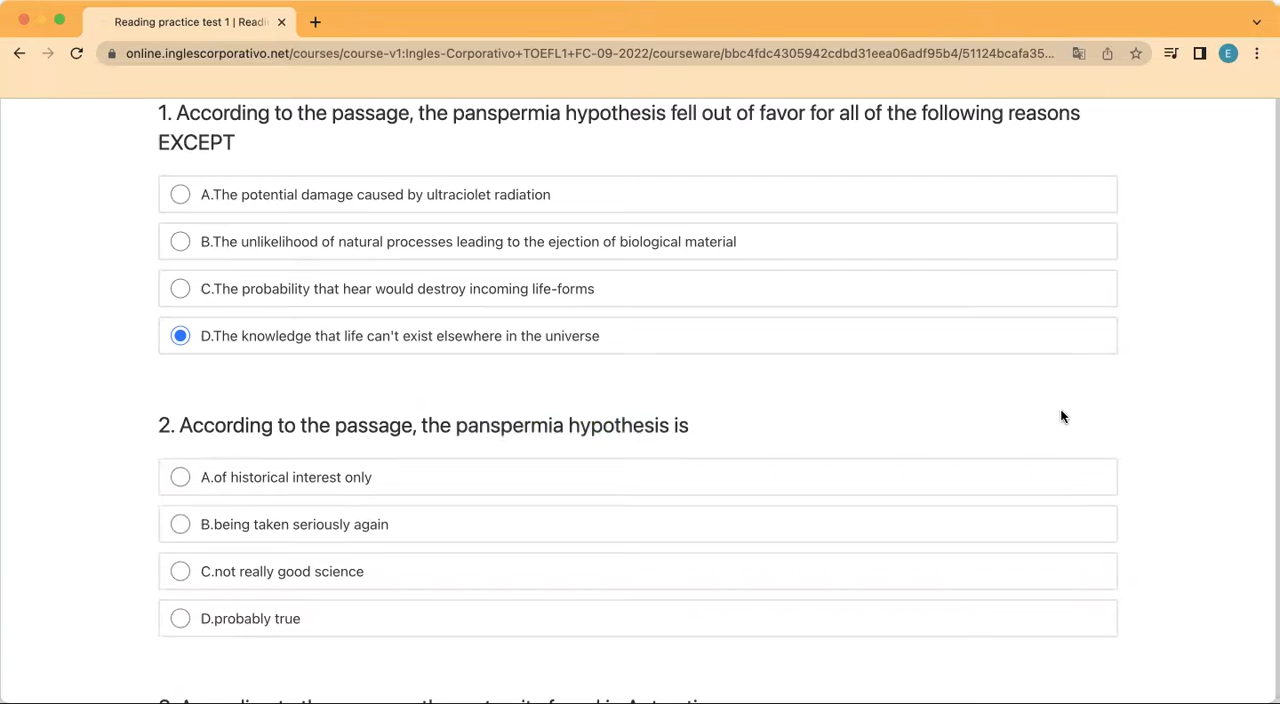 Reading practice test 1 | Readi
online.inglescorporativo.net/courses/course-v1:Ingles-Corporativo+TOEFL1+FC-09-2022/courseware/bbc4fdc4305942cdbd31eea06adf95b4/51124bcafa35...
E
1. According to the passage, the panspermia hypothesis fell out of favor for all of the following reasons
EXCEPT
A.The potential damage caused by ultraciolet radiation
B.The unlikelihood of natural processes leading to the ejection of biological material
C.The probability that hear would destroy incoming life-forms
D.The knowledge that life can't exist elsewhere in the universe
2. According to the passage, the panspermia hypothesis is
A.of historical interest only
B.being taken seriously again
C.not really good science
D.probably true